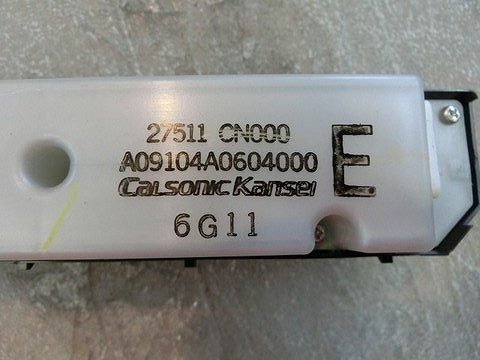 27511 CN000
A09104A0604000
CALSONIC KANSEI
6G11
E